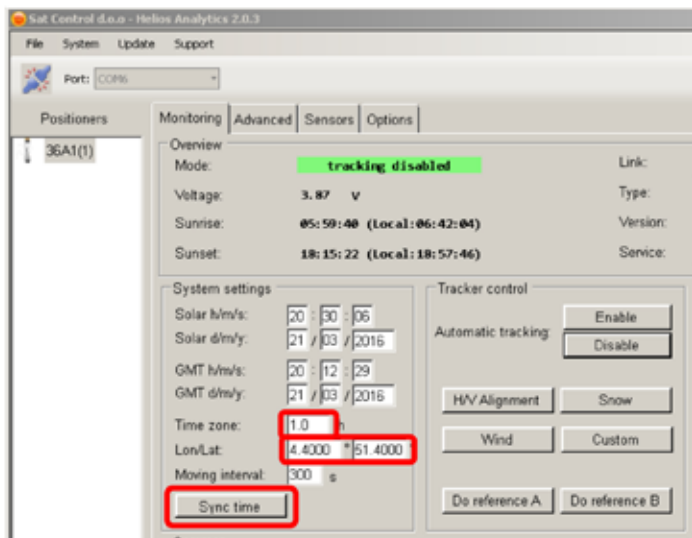 Sat Control d.o.o - Helios Analytics 2.0.3
File System Update Support
Port: COM6
Positioners
36A1(1)
Monitoring Advanced Sensors Options
Overview
Mode: tracking disabled Link:
Voltage: 3.87 V Type:
Sunrise: 05:59:40 (Local:06:42:04) Version:
Sunset: 18:15:22 (Local:18:57:46) Service:
System settings
Solar h/m/s: 20 : 30 : 06
Solar d/m/y: 21 / 03 / 2016
GMT h/m/s: 20 : 12 : 29
GMT d/m/y: 21 / 03 / 2016
Time zone: 1.0 h
Lon/Lat: 4.4000 ° 51.4000
Moving interval: 300 s
Sync time
Tracker control
Automatic tracking: Enable
Disable
H/V Alignment Snow
Wind Custom
Do reference A Do reference B